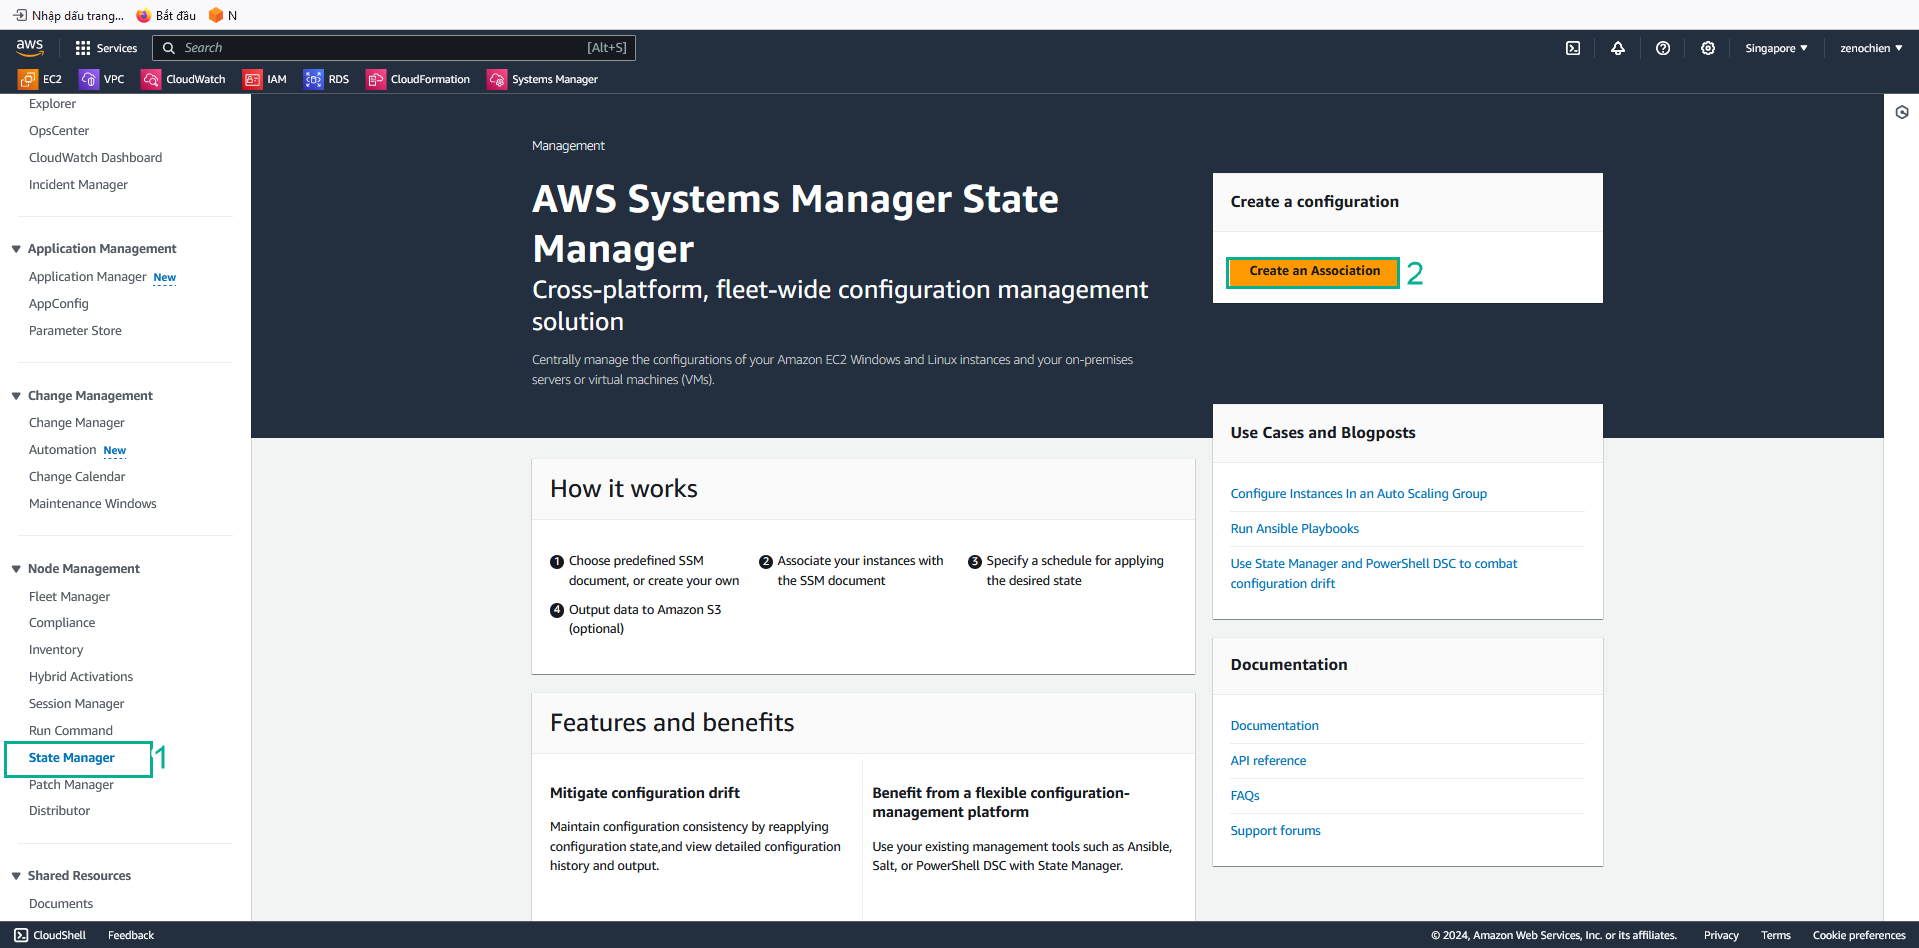 Nhập dấu trang...
Bắt đầu
N
aws
Services
Search
[Alt+S]
Singapore
zenochien
EC2
VPC
CloudWatch
IAM
RDS
CloudFormation
Systems Manager
Explorer
OpsCenter
CloudWatch Dashboard
Incident Manager
Application Management
Application Manager New
AppConfig
Parameter Store
Change Management
Change Manager
Automation New
Change Calendar
Maintenance Windows
Node Management
Fleet Manager
Compliance
Inventory
Hybrid Activations
Session Manager
Run Command
State Manager
1
Patch Manager
Distributor
Shared Resources
Documents
Management
AWS Systems Manager State
Manager
Cross-platform, fleet-wide configuration management
solution
Centrally manage the configurations of your Amazon EC2 Windows and Linux instances and your on-premises
servers or virtual machines (VMs).
Create a configuration
Create an Association
2
How it works
1 Choose predefined SSM
document, or create your own
2 Associate your instances with
the SSM document
3 Specify a schedule for applying
the desired state
4 Output data to Amazon S3
(optional)
Features and benefits
Mitigate configuration drift
Maintain configuration consistency by reapplying
configuration state,and view detailed configuration
history and output.
Benefit from a flexible configuration-
management platform
Use your existing management tools such as Ansible,
Salt, or PowerShell DSC with State Manager.
Use Cases and Blogposts
Configure Instances In an Auto Scaling Group
Run Ansible Playbooks
Use State Manager and PowerShell DSC to combat
configuration drift
Documentation
Documentation
API reference
FAQs
Support forums
CloudShell
Feedback
© 2024, Amazon Web Services, Inc. or its affiliates.
Privacy
Terms
Cookie preferences